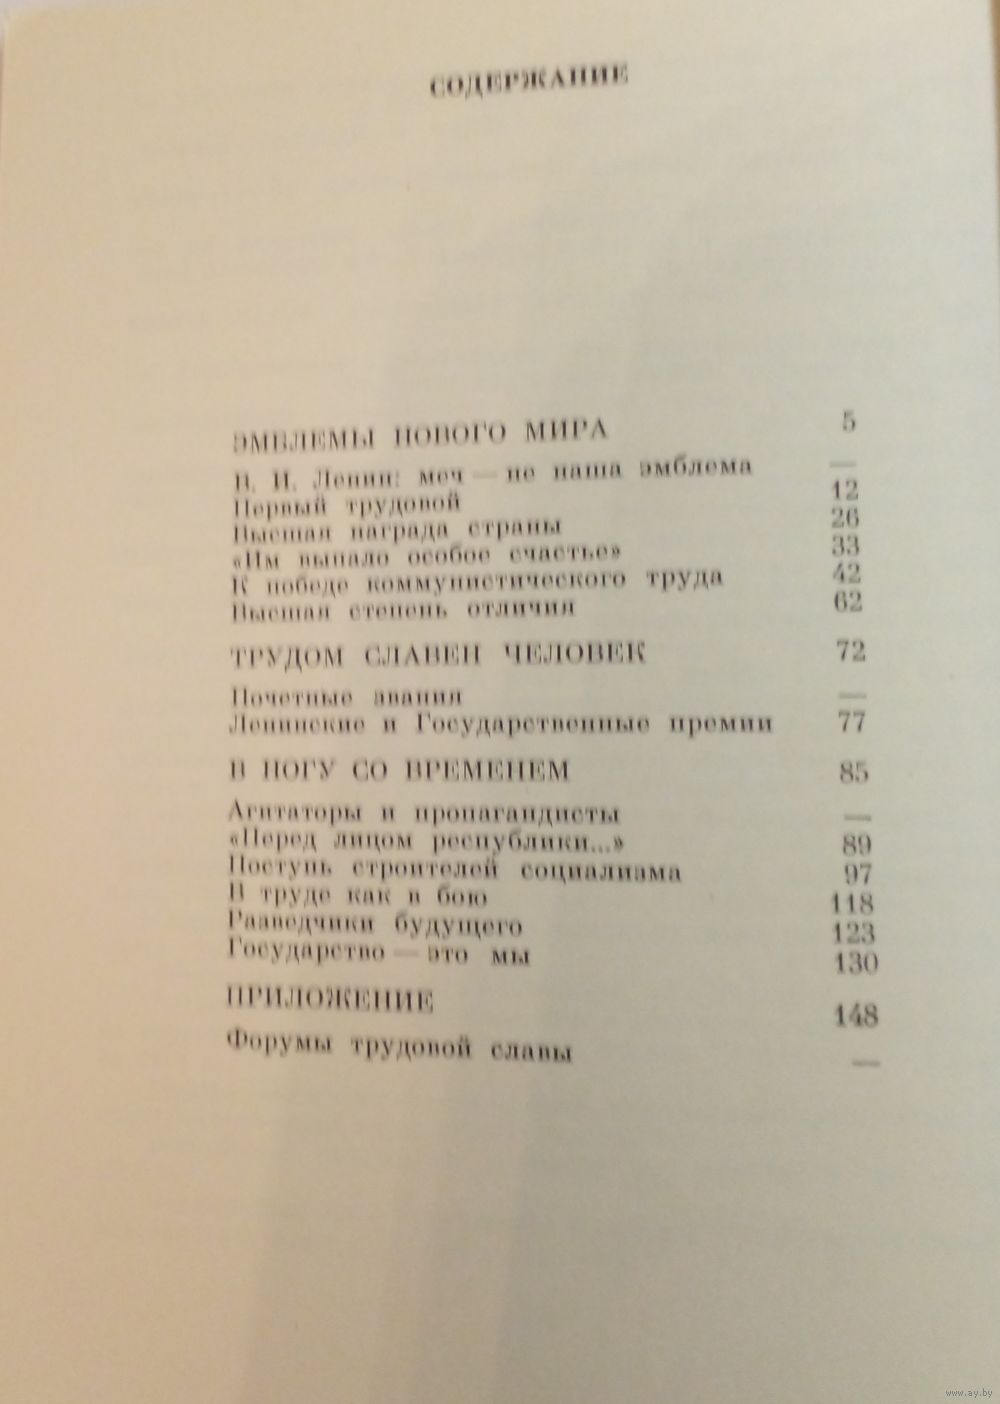 СОДЕРЖАНИЕ
ЭМБЛЕМЫ НОВОГО МИРА 5
В. И. Ленин: меч — не наша эмблема —
Первый трудовой 12
Высшая награда страны 26
«Им выпало особое счастье» 33
К победе коммунистического труда 42
Высшая степень отличия 62
ТРУДОМ СЛАВЕН ЧЕЛОВЕК 72
Почетные звания —
Ленинские и Государственные премии 77
В НОГУ СО ВРЕМЕНЕМ 85
Агитаторы и пропагандисты —
«Перед лицом республики...» 89
Поступь строителей социализма 97
В труде как в бою 118
Разведчики будущего 123
Государство — это мы 130
ПРИЛОЖЕНИЕ 148
Форумы трудовой славы —
www.ay.by